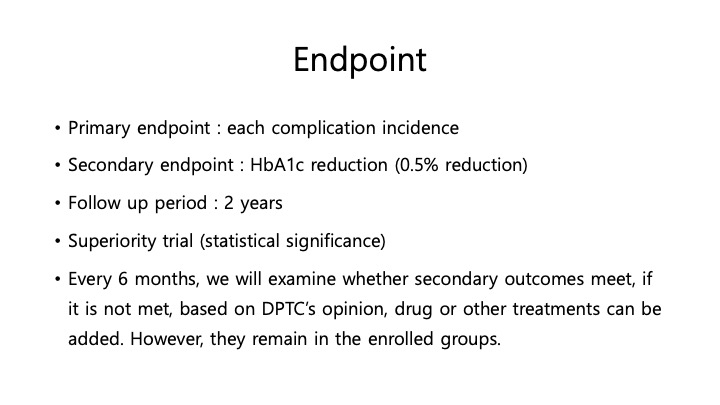 Endpoint
• Primary endpoint : each complication incidence
• Secondary endpoint : HbA1c reduction (0.5% reduction)
• Follow up period : 2 years
• Superiority trial (statistical significance)
• Every 6 months, we will examine whether secondary outcomes meet, if
it is not met, based on DPTC’s opinion, drug or other treatments can be
added. However, they remain in the enrolled groups.